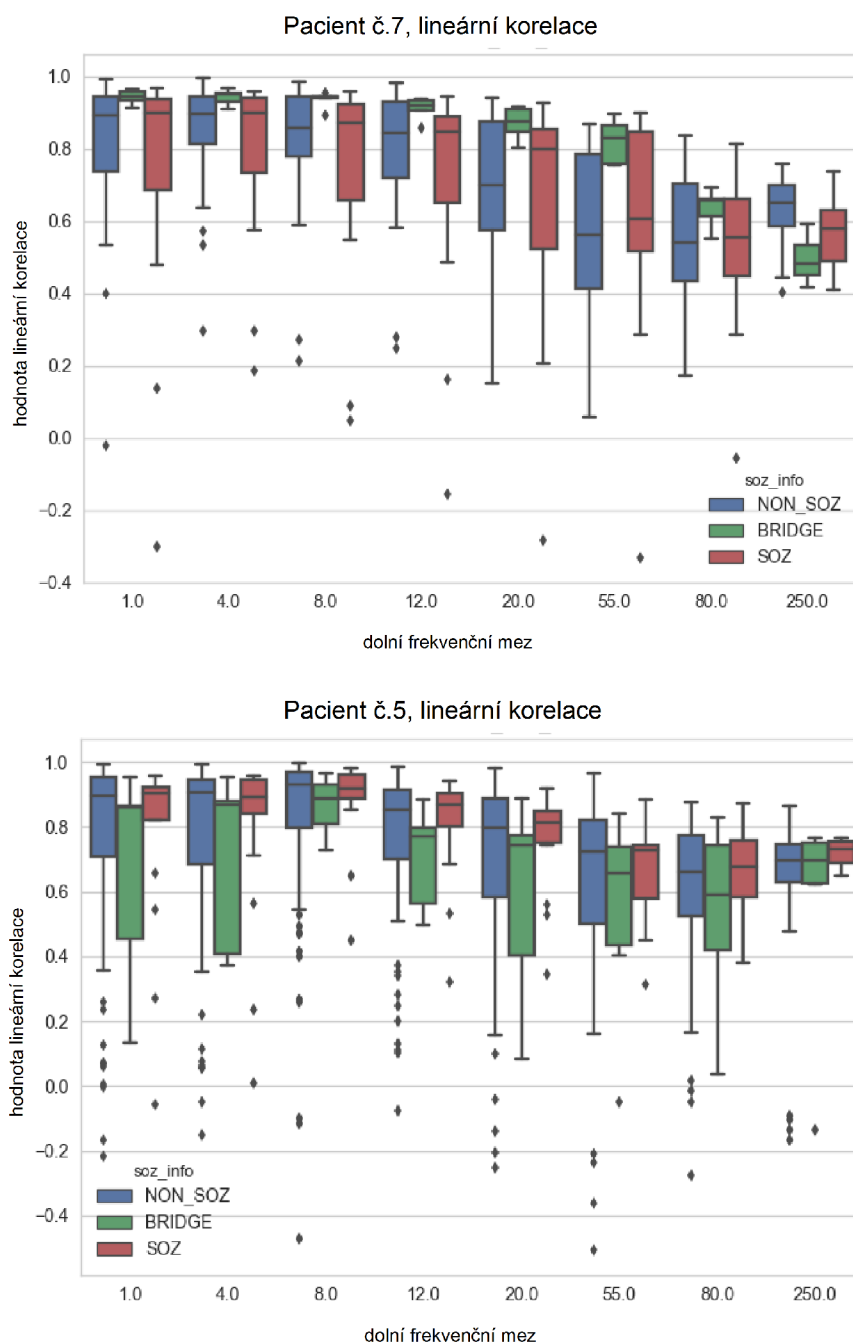 Pacient č.7, lineární korelace
1.0
0.8
0.6
0.4
0.2
0.0
−0.2
−0.4
hodnota lineární korelace
soz_info
NON_SOZ
BRIDGE
SOZ
1.0 4.0 8.0 12.0 20.0 55.0 80.0 250.0
dolní frekvenční mez
Pacient č.5, lineární korelace
1.0
0.8
0.6
0.4
0.2
0.0
−0.2
−0.4
hodnota lineární korelace
soz_info
NON_SOZ
BRIDGE
SOZ
1.0 4.0 8.0 12.0 20.0 55.0 80.0 250.0
dolní frekvenční mez